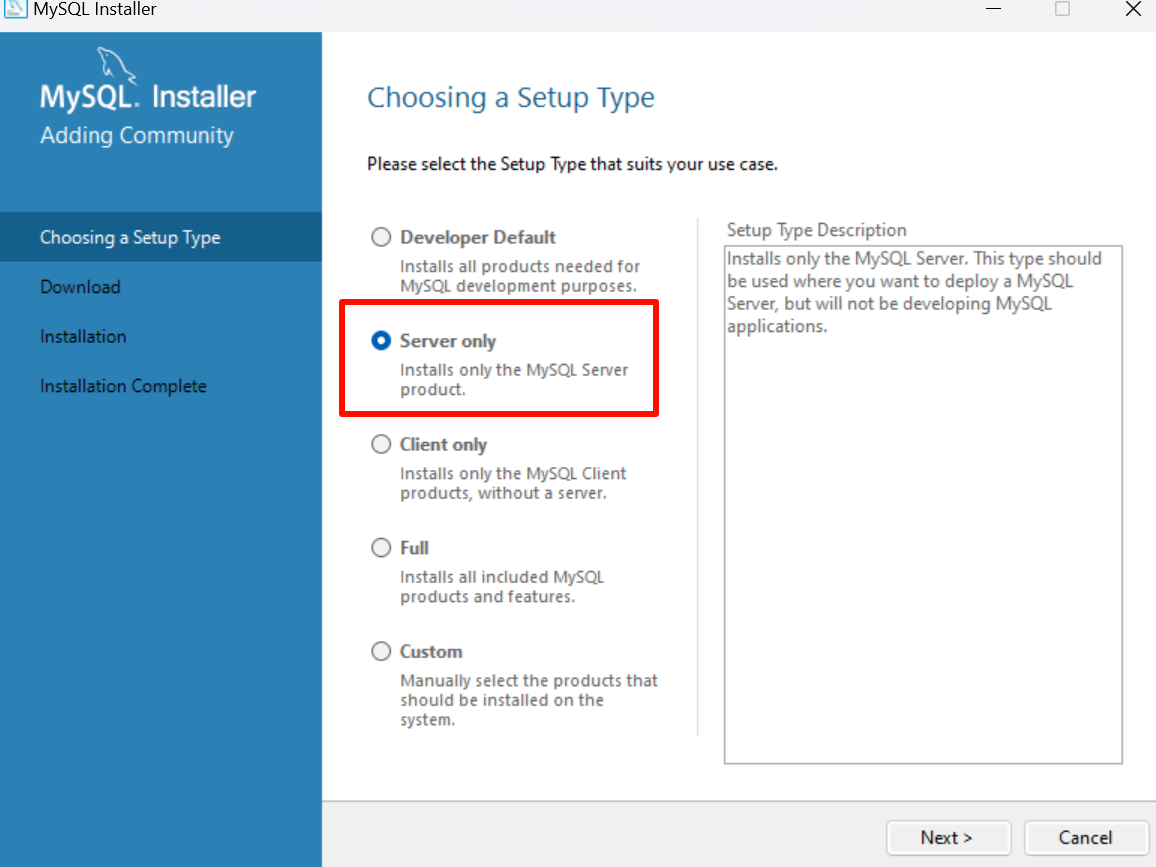 MySQL Installer
MySQL. Installer
Adding Community
Choosing a Setup Type
Download
Installation
Installation Complete
Choosing a Setup Type
Please select the Setup Type that suits your use case.
Developer Default
Installs all products needed for
MySQL development purposes.
Server only
Installs only the MySQL Server
product.
Client only
Installs only the MySQL Client
products, without a server.
Full
Installs all included MySQL
products and features.
Custom
Manually select the products that
should be installed on the
system.
Setup Type Description
Installs only the MySQL Server. This type should
be used where you want to deploy a MySQL
Server, but will not be developing MySQL
applications.
Next >
Cancel